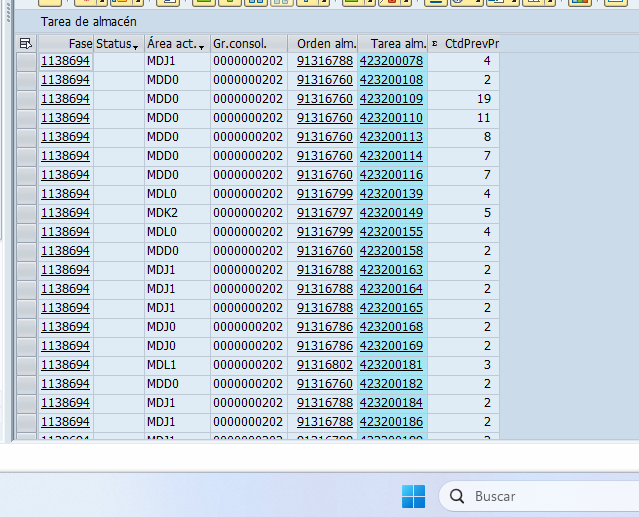 Tarea de almacén
Fase Status Área act. Gr.consol. Orden alm. Tarea alm. Σ CtdPrevPr
1138694 MDJ1 0000000202 91316788 423200078 4
1138694 MDD0 0000000202 91316760 423200108 2
1138694 MDD0 0000000202 91316760 423200109 19
1138694 MDD0 0000000202 91316760 423200110 11
1138694 MDD0 0000000202 91316760 423200113 8
1138694 MDD0 0000000202 91316760 423200114 7
1138694 MDD0 0000000202 91316760 423200116 7
1138694 MDL0 0000000202 91316799 423200139 4
1138694 MDK2 0000000202 91316797 423200149 5
1138694 MDL0 0000000202 91316799 423200155 4
1138694 MDD0 0000000202 91316760 423200158 2
1138694 MDJ1 0000000202 91316788 423200163 2
1138694 MDJ1 0000000202 91316788 423200164 2
1138694 MDJ1 0000000202 91316788 423200165 2
1138694 MDJ0 0000000202 91316786 423200168 2
1138694 MDJ0 0000000202 91316786 423200169 2
1138694 MDL1 0000000202 91316802 423200181 3
1138694 MDD0 0000000202 91316760 423200182 2
1138694 MDJ1 0000000202 91316788 423200184 2
1138694 MDJ1 0000000202 91316788 423200186 2
Buscar